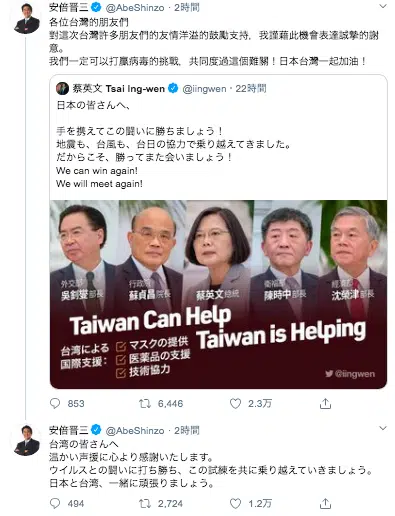 安倍晋三 @AbeShinzo・2時間
各位台灣的朋友們
對這次台灣許多朋友們的友情洋溢的鼓勵支持，我謹藉此機會表達誠摯的謝
意。
我們一定可以打贏病毒的挑戰，共同度過這個難關！日本台灣一起加油！
蔡英文 Tsai Ing-wen @iingwen・22時間
日本の皆さんへ、
手を携えてこの闘いに勝ちましょう！
地震も、台風も、台日の協力で乗り越えてきました。
だからこそ、勝ってまた会いましょう！
We can win again!
We will meet again!
外交部
吳釗燮部長
行政院
蘇貞昌院長
蔡英文總統
衛福部
陳時中部長
經濟部
沈榮津部長
Taiwan Can Help
Taiwan is Helping
台湾による
国際支援：
マスクの提供
医薬品の支援
技術協力
@iingwen
853 6,446 2.3万
安倍晋三 @AbeShinzo・2時間
台湾の皆さんへ
温かい声援に心より感謝いたします。
ウイルスとの闘いに打ち勝ち、この試練を共に乗り越えていきましょう。
日本と台湾、一緒に頑張りましょう。
494 2,724 1.2万